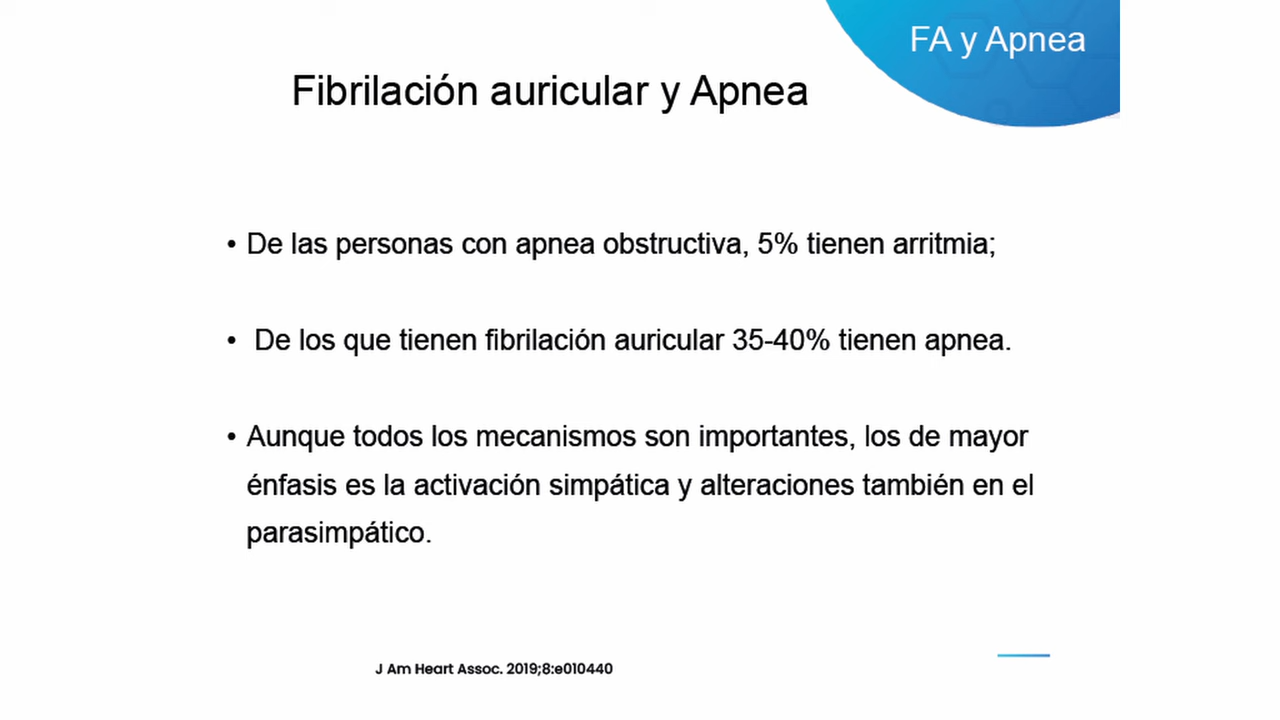 FA y Apnea
Fibrilación auricular y Apnea
• De las personas con apnea obstructiva, 5% tienen arritmia;
• De los que tienen fibrilación auricular 35-40% tienen apnea.
• Aunque todos los mecanismos son importantes, los de mayor
énfasis es la activación simpática y alteraciones también en el
parasimpático.
J Am Heart Assoc. 2019;8:e010440